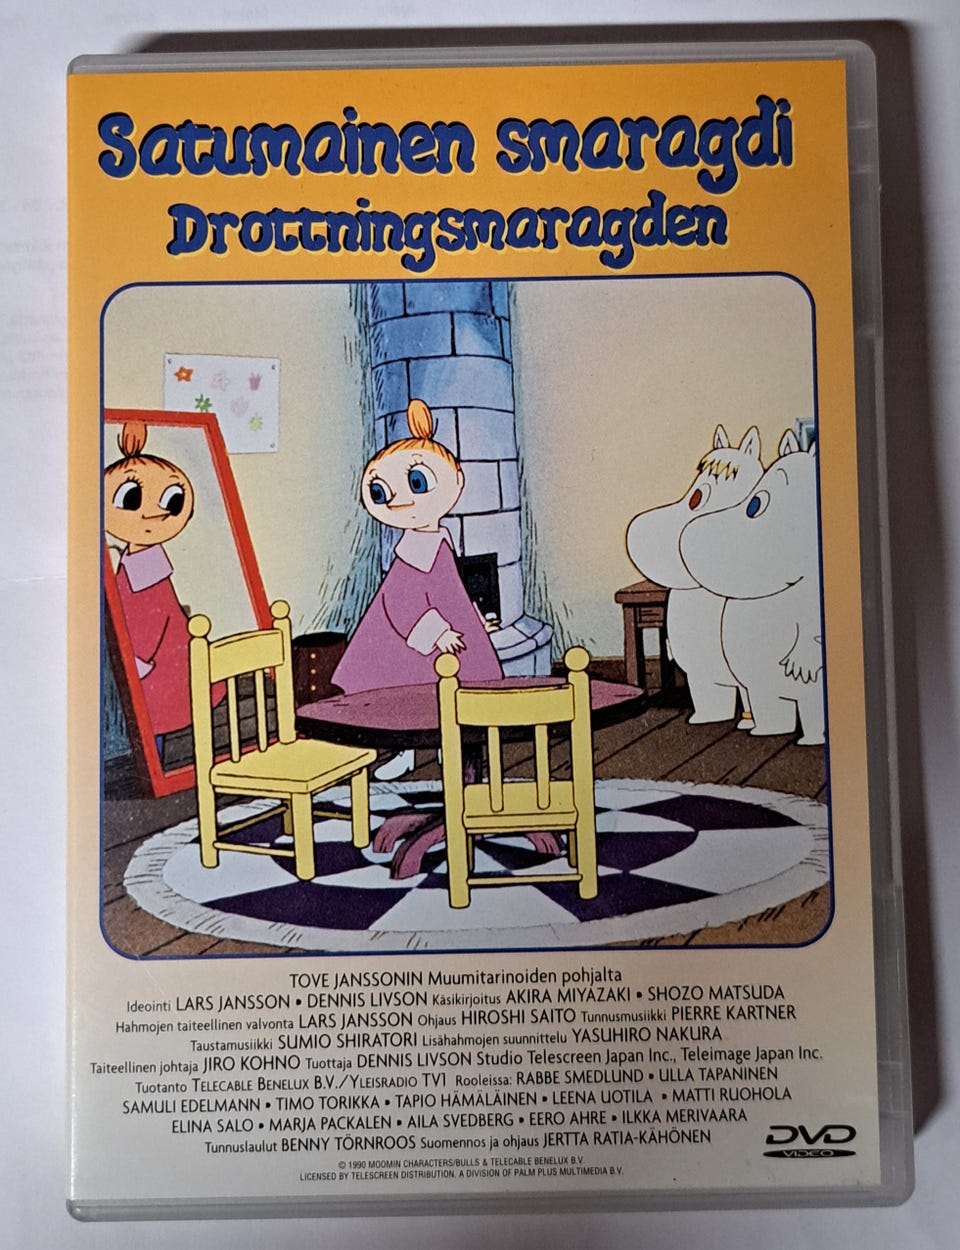 Satumainen smaragdi
Drottningsmaragden
TOVE JANSSONIN Muumitarinoiden pohjalta
Ideointi LARS JANSSON • DENNIS LIVSON Käsikirjoitus AKIRA MIYAZAKI • SHOZO MATSUDA
Hahmojen taiteellinen valvonta LARS JANSSON Ohjaus HIROSHI SAITO Tunnusmusiikki PIERRE KARTNER
Taustamusiikki SUMIO SHIRATORI Lisähahmojen suunnittelu YASUHIRO NAKURA
Taiteellinen johtaja JIRO KOHNO Tuottaja DENNIS LIVSON Studio Telescreen Japan Inc., Teleimage Japan Inc.
Tuotanto TELECABLE BENELUX B.V./YLEISRADIO TV1 Rooleissa: RABBE SMEDLUND • ULLA TAPANINEN
SAMULI EDELMANN • TIMO TORIKKA • TAPIO HÄMÄLÄINEN • LEENA UOTILA • MATTI RUOHOLA
ELINA SALO • MARJA PACKALEN • AILA SVEDBERG • EERO AHRE • ILKKA MERIVAARA
Tunnuslaulut BENNY TÖRNROOS Suomennos ja ohjaus JERTTA RATIA-KÄHÖNEN
DVD
VIDEO
© 1990 MOOMIN CHARACTERS/BULLS & TELECABLE BENELUX B.V.
LICENSED BY TELESCREEN DISTRIBUTION, A DIVISION OF PALM PLUS MULTIMEDIA B.V.